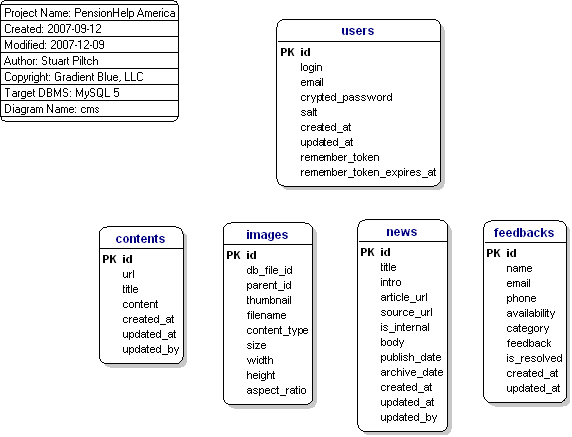 Project Name: PensionHelp America
Created: 2007-09-12
Modified: 2007-12-09
Author: Stuart Piltch
Copyright: Gradient Blue, LLC
Target DBMS: MySQL 5
Diagram Name: cms
users
PK id
login
email
crypted_password
salt
created_at
updated_at
remember_token
remember_token_expires_at
contents
PK id
url
title
content
created_at
updated_at
updated_by
images
PK id
db_file_id
parent_id
thumbnail
filename
content_type
size
width
height
aspect_ratio
news
PK id
title
intro
article_url
source_url
is_internal
body
publish_date
archive_date
created_at
updated_at
updated_by
feedbacks
PK id
name
email
phone
availability
category
feedback
is_resolved
created_at
updated_at